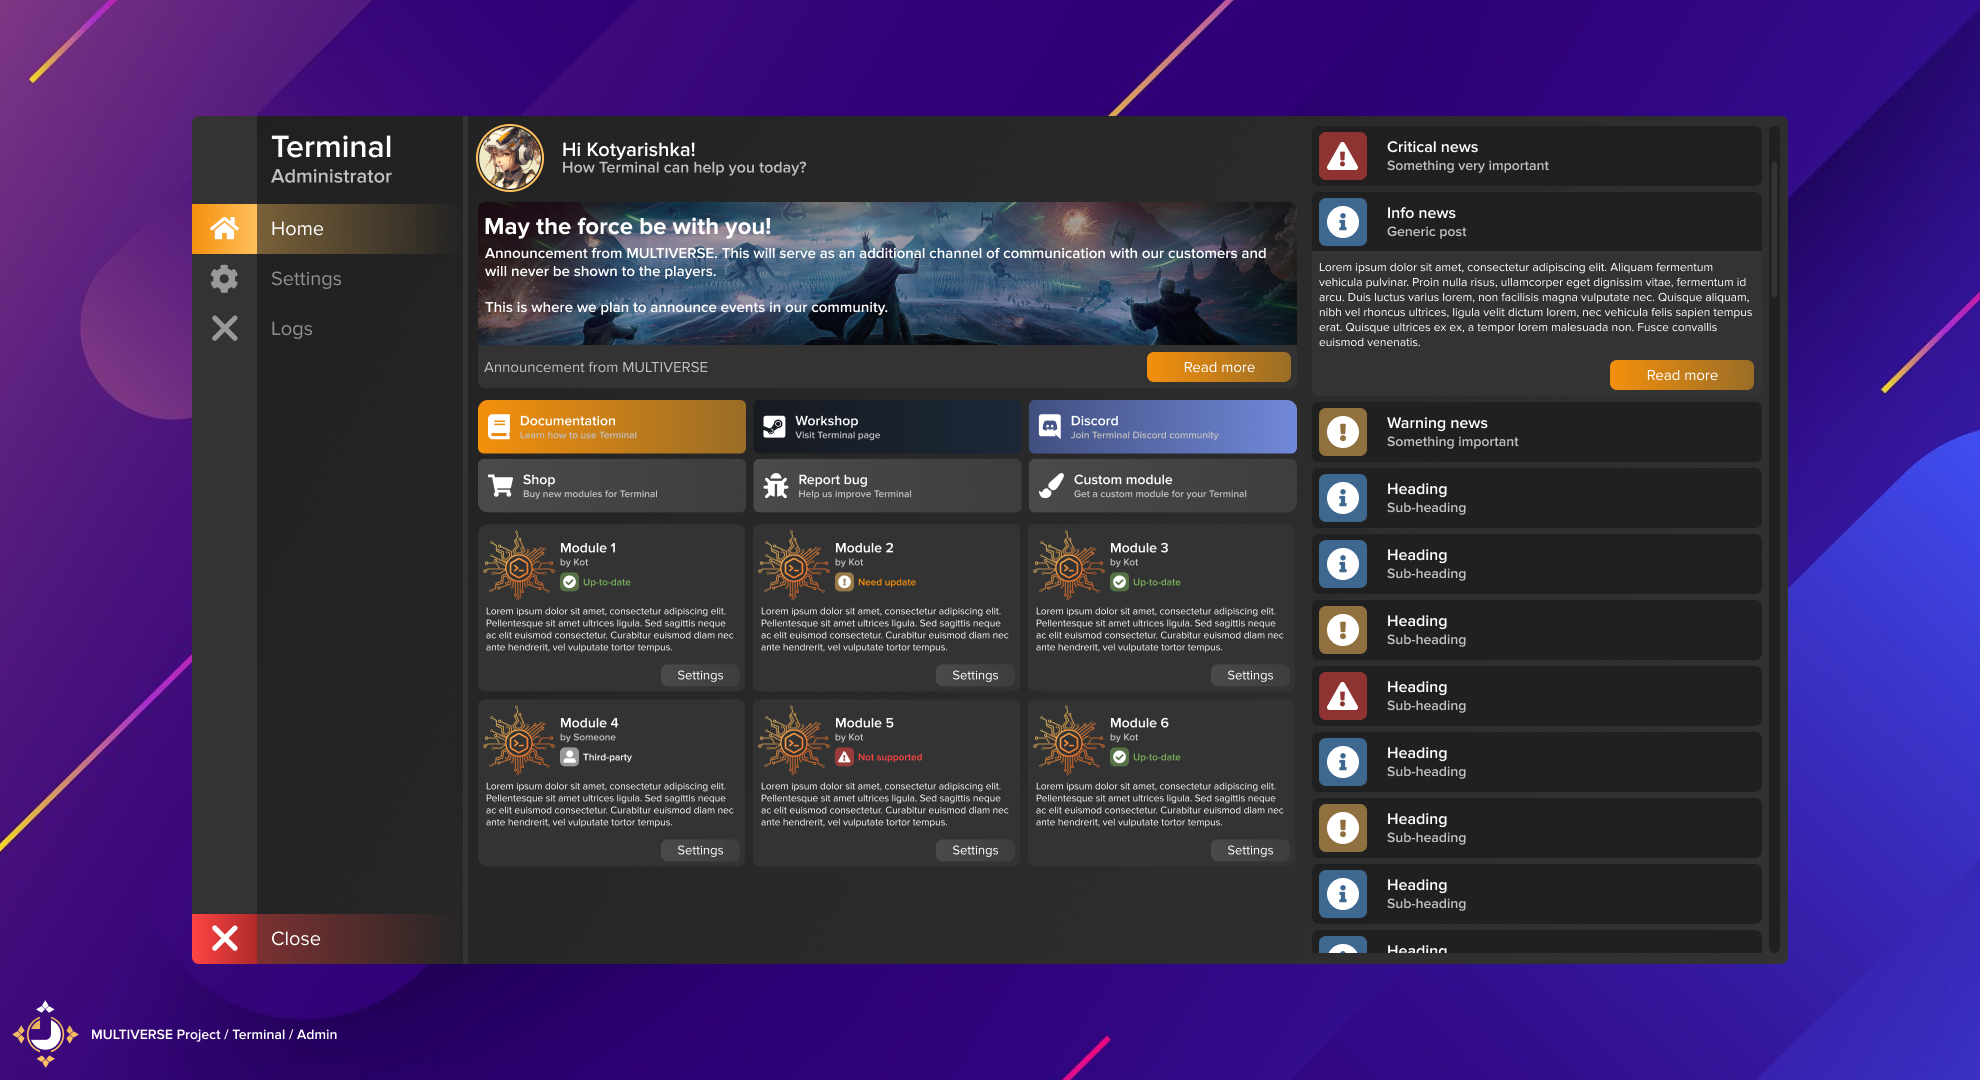 Terminal
Administrator
Home
Settings
Logs
Close
Hi Kotyarishka!
How Terminal can help you today?
May the force be with you!
Announcement from MULTIVERSE. This will serve as an additional channel of communication with our customers and
will never be shown to the players.
This is where we plan to announce events in our community.
Announcement from MULTIVERSE
Read more
Documentation
Learn how to use Terminal
Workshop
Visit Terminal page
Discord
Join Terminal Discord community
Shop
Buy new modules for Terminal
Report bug
Help us improve Terminal
Custom module
Get a custom module for your Terminal
Module 1
by Kot
Up-to-date
Lorem ipsum dolor sit amet, consectetur adipiscing elit.
Pellentesque sit amet ultrices ligula. Sed sagittis neque
ac elit euismod consectetur. Curabitur euismod diam nec
ante hendrerit, vel vulputate tortor tempus.
Settings
Module 2
by Kot
Need update
Lorem ipsum dolor sit amet, consectetur adipiscing elit.
Pellentesque sit amet ultrices ligula. Sed sagittis neque
ac elit euismod consectetur. Curabitur euismod diam nec
ante hendrerit, vel vulputate tortor tempus.
Settings
Module 3
by Kot
Up-to-date
Lorem ipsum dolor sit amet, consectetur adipiscing elit.
Pellentesque sit amet ultrices ligula. Sed sagittis neque
ac elit euismod consectetur. Curabitur euismod diam nec
ante hendrerit, vel vulputate tortor tempus.
Settings
Module 4
by Someone
Third-party
Lorem ipsum dolor sit amet, consectetur adipiscing elit.
Pellentesque sit amet ultrices ligula. Sed sagittis neque
ac elit euismod consectetur. Curabitur euismod diam nec
ante hendrerit, vel vulputate tortor tempus.
Settings
Module 5
by Kot
Not supported
Lorem ipsum dolor sit amet, consectetur adipiscing elit.
Pellentesque sit amet ultrices ligula. Sed sagittis neque
ac elit euismod consectetur. Curabitur euismod diam nec
ante hendrerit, vel vulputate tortor tempus.
Settings
Module 6
by Kot
Up-to-date
Lorem ipsum dolor sit amet, consectetur adipiscing elit.
Pellentesque sit amet ultrices ligula. Sed sagittis neque
ac elit euismod consectetur. Curabitur euismod diam nec
ante hendrerit, vel vulputate tortor tempus.
Settings
Critical news
Something very important
Info news
Generic post
Lorem ipsum dolor sit amet, consectetur adipiscing elit. Aliquam fermentum
vehicula pulvinar. Proin nulla risus, ullamcorper eget dignissim vitae, fermentum id
arcu. Duis luctus varius lorem, non facilisis magna vulputate nec. Quisque aliquam,
nibh vel rhoncus ultrices, ligula velit dictum lorem, nec vehicula felis sapien tempus
erat. Quisque ultrices ex ex, a tempor lorem malesuada non. Fusce convallis
euismod venenatis.
Read more
Warning news
Something important
Heading
Sub-heading
Heading
Sub-heading
Heading
Sub-heading
Heading
Sub-heading
Heading
Sub-heading
Heading
Sub-heading
Heading
Sub-heading
Heading
MULTIVERSE Project / Terminal / Admin